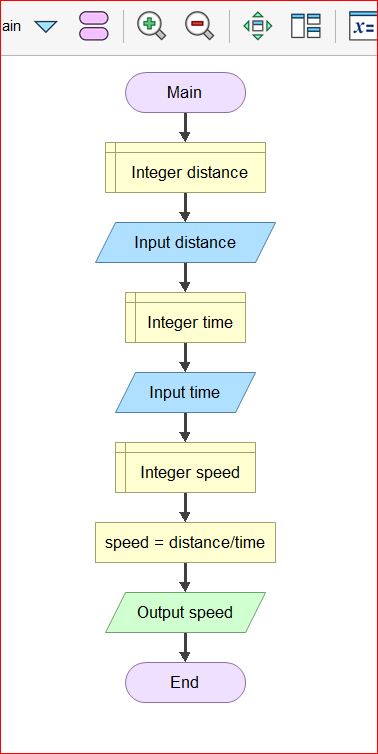 ain
x=
Main
Integer distance
Input distance
Integer time
Input time
Integer speed
speed = distance/time
Output speed
End